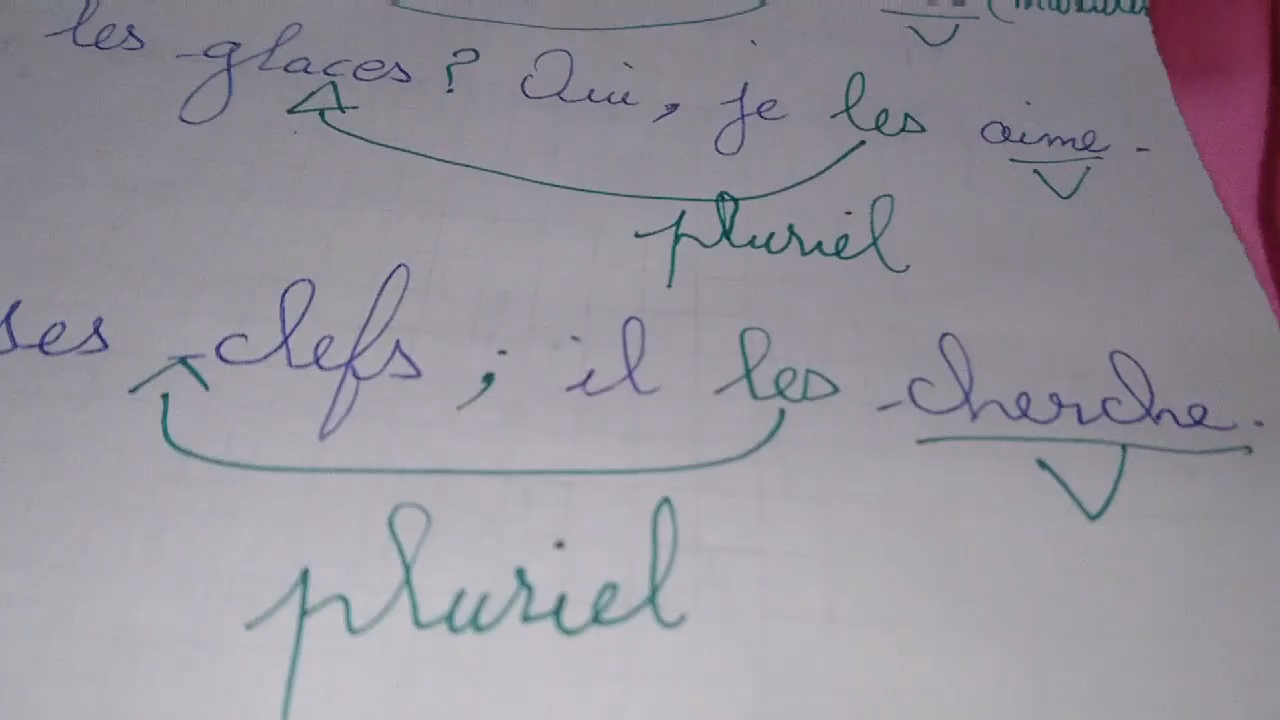 les glaces ? Oui, je les aime.
V
pluriel
ses clefs ; il les cherche.
V
pluriel